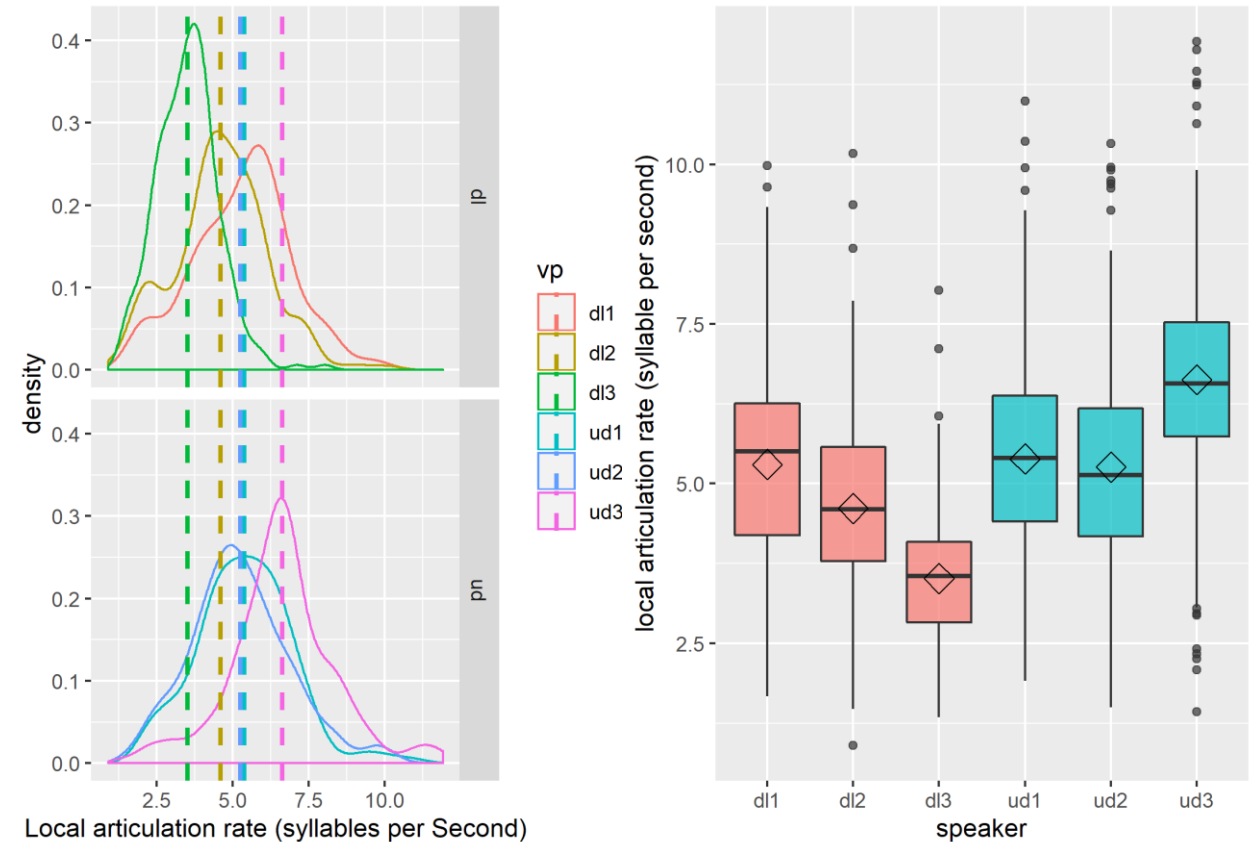 0.4
0.3
0.2
0.1
0.0
dl
0.4
0.3
0.2
0.1
0.0
ud
density
2.5 5.0 7.5 10.0
Local articulation rate (syllables per Second)
vp
dl1
dl2
dl3
ud1
ud2
ud3
local articulation rate (syllable per second)
10.0
7.5
5.0
2.5
dl1 dl2 dl3 ud1 ud2 ud3
speaker